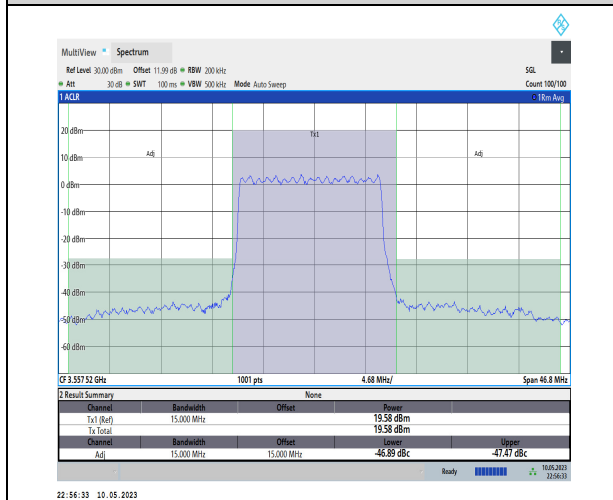 MultiView Spectrum
Ref Level 30.00 dBm Offset 11.99 dB RBW 200 kHz SGL
Att 30 dB SWT 100 ms VBW 500 kHz Mode Auto Sweep Count 100/100
1 ACLR 1Rm Avg
20 dBm
Tx1
10 dBm Adj Adj
0 dBm
-10 dBm
-20 dBm
-30 dBm
-40 dBm
-50 dBm
-60 dBm
CF 3.557 52 GHz 1001 pts 4.68 MHz/ Span 46.8 MHz
2 Result Summary None
Channel Bandwidth Offset Power
Tx1 (Ref) 15.000 MHz 19.58 dBm
Tx Total 19.58 dBm
Channel Bandwidth Offset Lower Upper
Adj 15.000 MHz 15.000 MHz -46.89 dBc -47.47 dBc
Ready 10.05.2023
22:56:33
22:56:33 10.05.2023